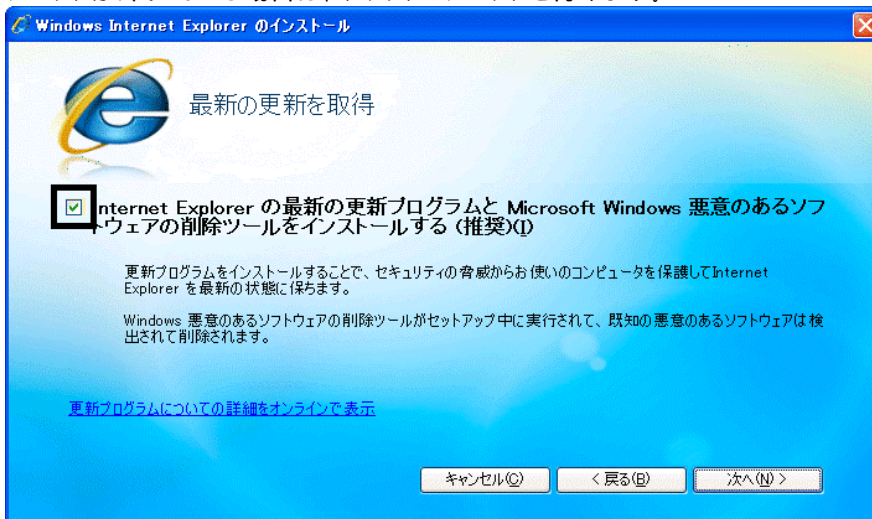 Windows Internet Explorer のインストール
最新の更新を取得
nternet Explorer の最新の更新プログラムと Microsoft Windows 悪意のあるソフ
トウェアの削除ツールをインストールする (推奨)(I)
更新プログラムをインストールすることで、セキュリティの脅威からお使いのコンピュータを保護してInternet
Explorer を最新の状態に保ちます。
Windows 悪意のあるソフトウェアの削除ツールがセットアップ中に実行されて、既知の悪意のあるソフトウェアは検
出されて削除されます。
更新プログラムについての詳細をオンラインで表示
キャンセル(C) < 戻る(B) 次へ(N) >